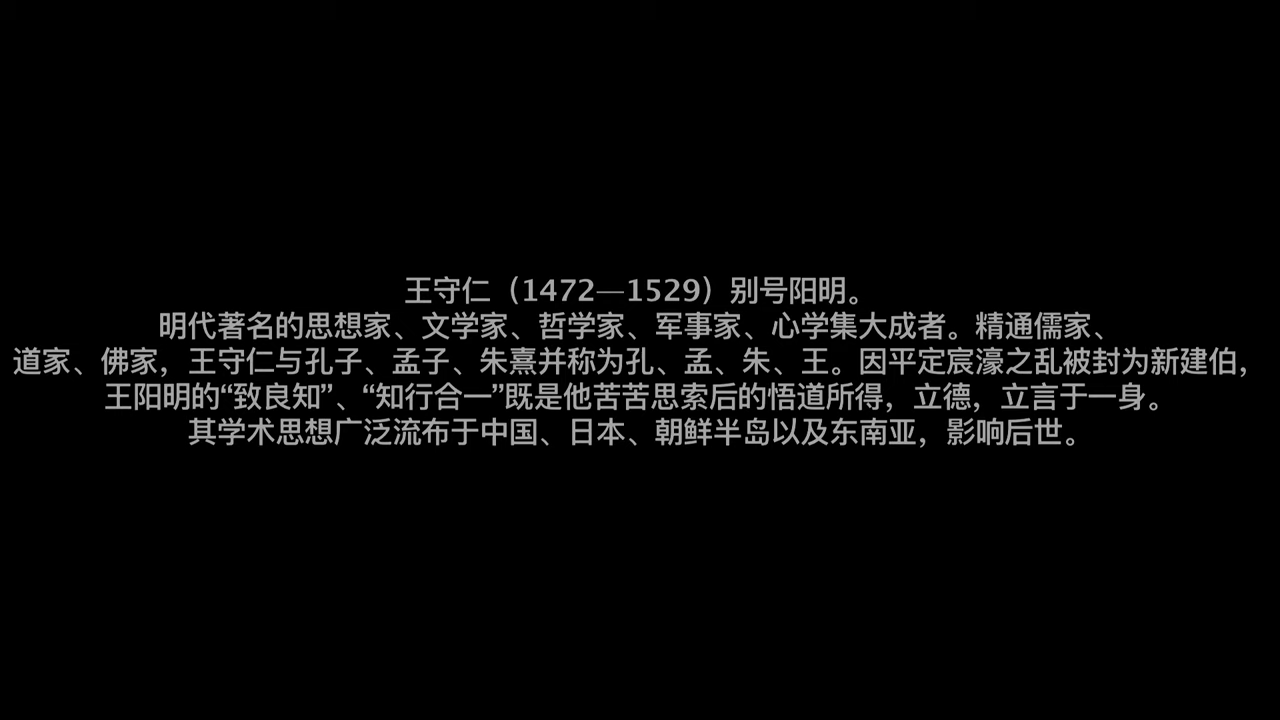 王守仁（1472—1529）别号阳明。
明代著名的思想家、文学家、哲学家、军事家、心学集大成者。精通儒家、
道家、佛家，王守仁与孔子、孟子、朱熹并称为孔、孟、朱、王。因平定宸濠之乱被封为新建伯，
王阳明的“致良知”、“知行合一”既是他苦苦思索后的悟道所得，立德，立言于一身。
其学术思想广泛流布于中国、日本、朝鲜半岛以及东南亚，影响后世。